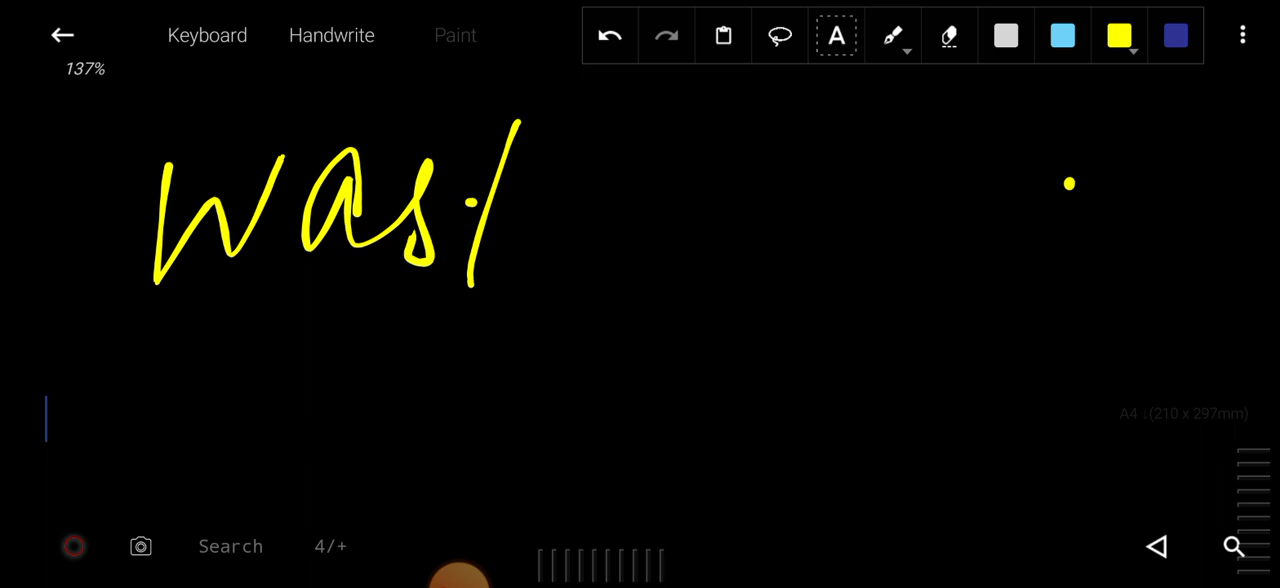 Keyboard Handwrite Paint A
137%
was/
A4 ↓(210 x 297mm)
Search 4/+